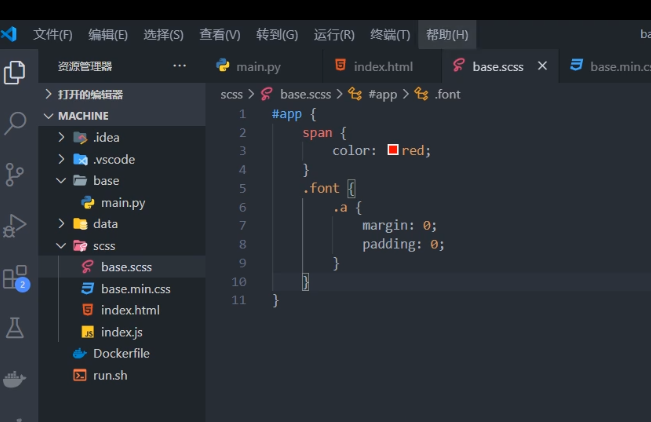 文件(F) 编辑(E) 选择(S) 查看(V) 转到(G) 运行(R) 终端(T) 帮助(H) ba
资源管理器 ···
main.py index.html base.scss base.min.cs
打开的编辑器
MACHINE
.idea
.vscode
base
main.py
data
scss
base.scss
base.min.css
index.html
index.js
Dockerfile
run.sh
2
scss > base.scss > #app > .font
1 #app {
2 span {
3 color: red;
4 }
5 .font {
6 .a {
7 margin: 0;
8 padding: 0;
9 }
10 }
11 }